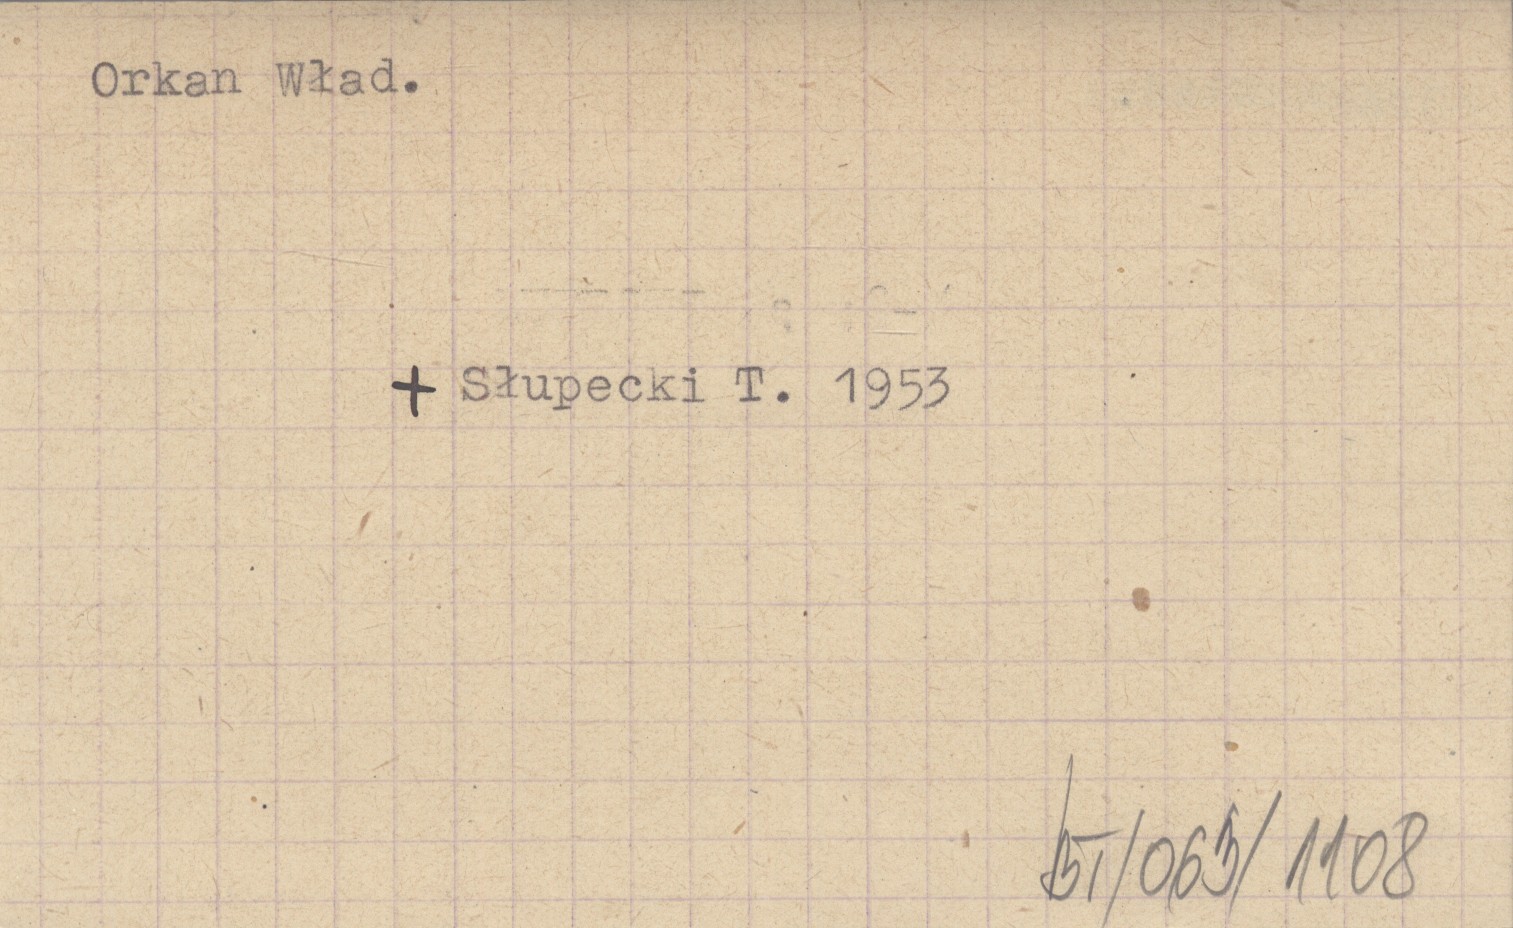 Orkan Wład.
+ Słupecki T. 1953
BI/063/1108